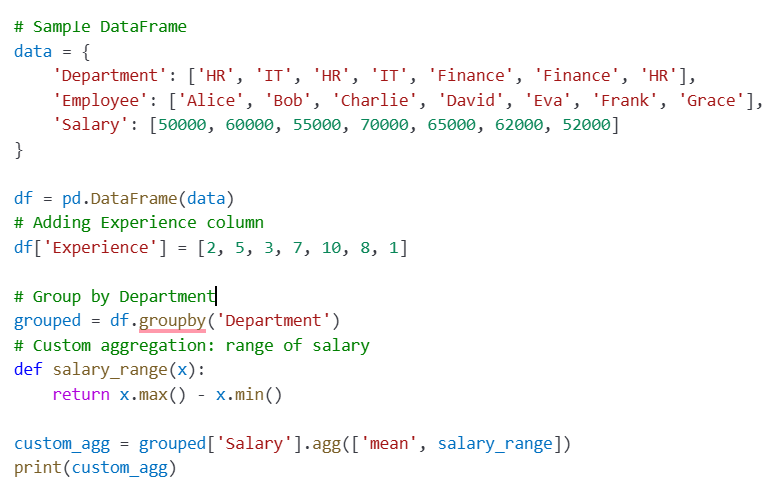 # Sample DataFrame
data = {
    'Department': ['HR', 'IT', 'HR', 'IT', 'Finance', 'Finance', 'HR'],
    'Employee': ['Alice', 'Bob', 'Charlie', 'David', 'Eva', 'Frank', 'Grace'],
    'Salary': [50000, 60000, 55000, 70000, 65000, 62000, 52000]
}

df = pd.DataFrame(data)
# Adding Experience column
df['Experience'] = [2, 5, 3, 7, 10, 8, 1]

# Group by Department
grouped = df.groupby('Department')
# Custom aggregation: range of salary
def salary_range(x):
    return x.max() - x.min()

custom_agg = grouped['Salary'].agg(['mean', salary_range])
print(custom_agg)